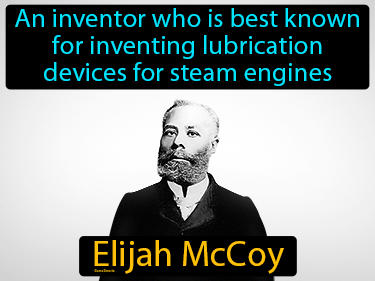 An inventor who is best known
for inventing lubrication
devices for steam engines
Elijah McCoy